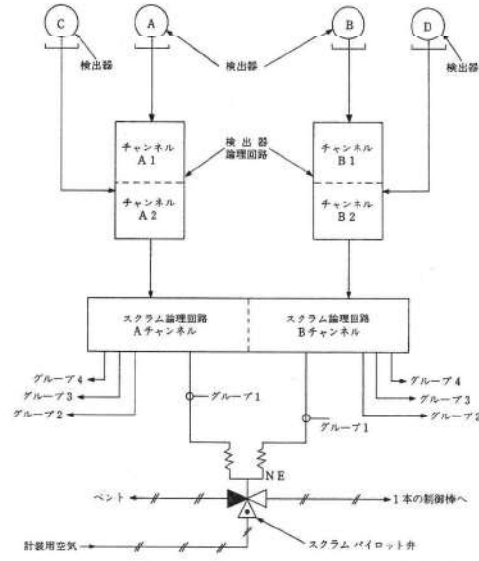 C
A
B
D
検出器
検出器
検出器
チャンネル
A1
チャンネル
A2
検出器
論理回路
チャンネル
B1
チャンネル
B2
スクラム論理回路
Aチャンネル
スクラム論理回路
Bチャンネル
グループ4
グループ3
グループ2
グループ1
グループ1
グループ4
グループ3
グループ2
NE
ベント
1本の制御棒へ
計装用空気
スクラム パイロット弁